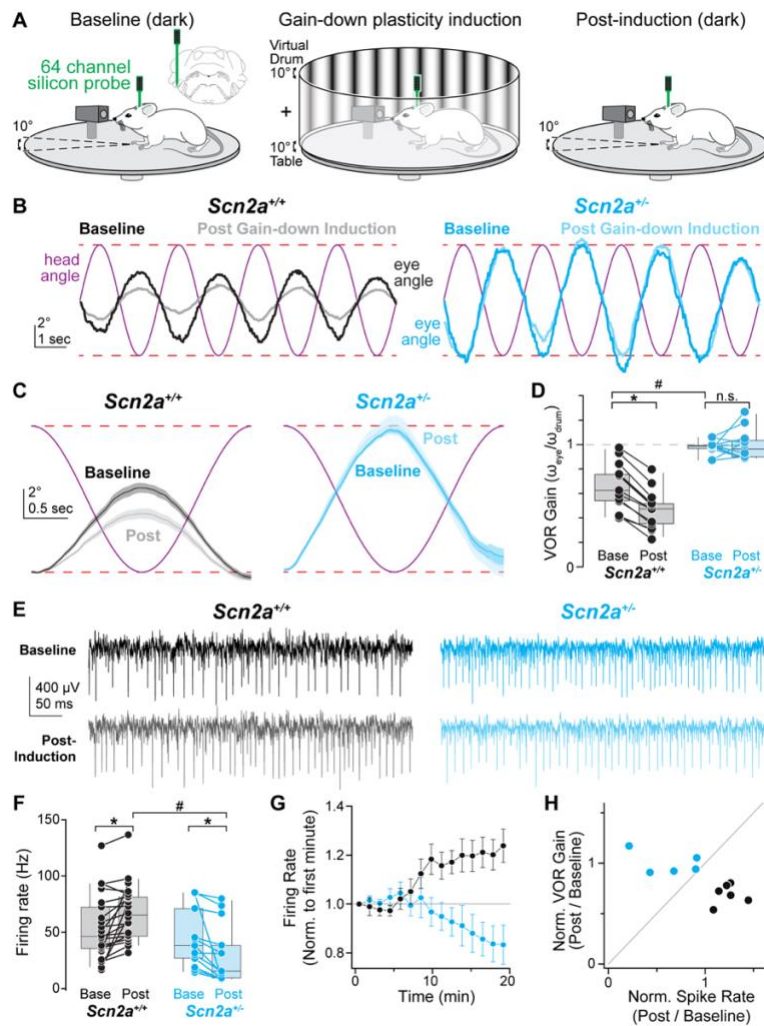 A
Baseline (dark)
Gain-down plasticity induction
Post-induction (dark)
64 channel
silicon probe
10°
Virtual
Drum
10°
+
10°
Table
10°
B
Scn2a+/+
Scn2a+/-
Baseline
Post Gain-down Induction
Baseline
Post Gain-down Induction
head
angle
eye
angle
2°
1 sec
eye
angle
C
Scn2a+/+
Scn2a+/-
Baseline
Post
2°
0.5 sec
Post
Baseline
D
#
*
n.s.
VOR Gain (ωeye/ωdrum)
1
0
Base
Post
Base
Post
Scn2a+/+
Scn2a+/-
E
Scn2a+/+
Scn2a+/-
Baseline
400 µV
50 ms
Post-
Induction
F
#
*
*
Firing rate (Hz)
150
100
50
0
Base
Post
Base
Post
Scn2a+/+
Scn2a+/-
G
Firing Rate
(Norm. to first minute)
1.4
1.2
1.0
0.8
0
5
10
15
20
Time (min)
H
Norm. VOR Gain
(Post / Baseline)
1
0
0
1
Norm. Spike Rate
(Post / Baseline)